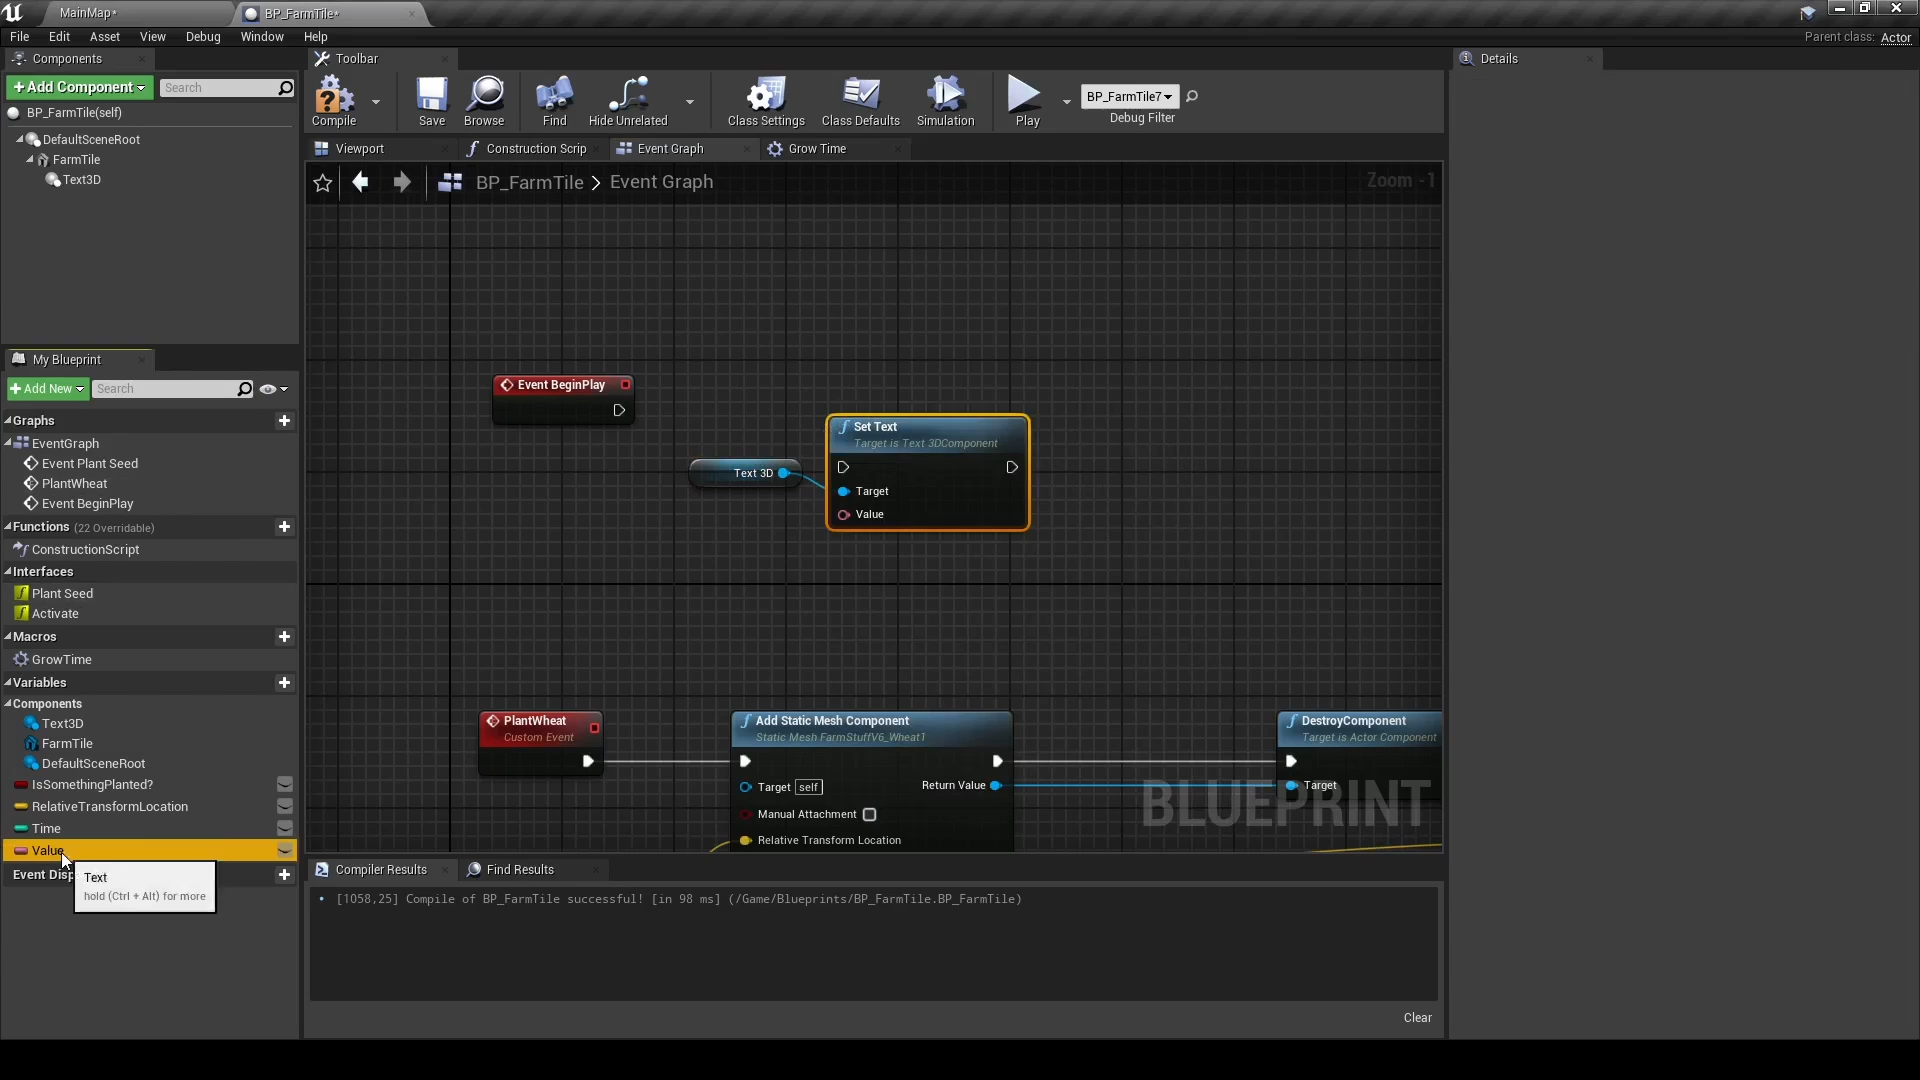 MainMap*
BP_FarmTile*
File Edit Asset View Debug Window Help
Parent class: Actor
Components
+Add Component
Search
BP_FarmTile(self)
DefaultSceneRoot
FarmTile
Text3D
My Blueprint
+Add New
Search
Graphs
EventGraph
Event Plant Seed
PlantWheat
Event BeginPlay
Functions (22 Overridable)
ConstructionScript
Interfaces
Plant Seed
Activate
Macros
GrowTime
Variables
Components
Text3D
FarmTile
DefaultSceneRoot
IsSomethingPlanted?
RelativeTransformLocation
Time
Value
Event Disp
Text
hold (Ctrl + Alt) for more
Toolbar
Compile Save Browse Find Hide Unrelated Class Settings Class Defaults Simulation Play
BP_FarmTile7
Debug Filter
Viewport Construction Scrip Event Graph Grow Time
BP_FarmTile > Event Graph
Zoom -1
Event BeginPlay
Text 3D
Set Text
Target is Text 3DComponent
Target
Value
PlantWheat
Custom Event
Add Static Mesh Component
Static Mesh FarmStuffV6_Wheat1
Target self
Return Value
Manual Attachment
Relative Transform Location
DestroyComponent
Target is Actor Component
Target
BLUEPRINT
Compiler Results Find Results
[1058,25] Compile of BP_FarmTile successful! [in 98 ms] (/Game/Blueprints/BP_FarmTile.BP_FarmTile)
Clear
Details